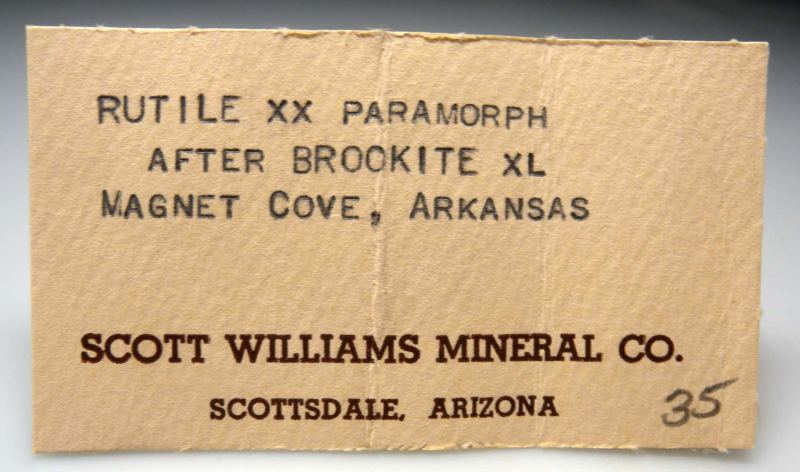 RUTILE XX PARAMORPH
AFTER BROOKITE XL
MAGNET COVE, ARKANSAS
SCOTT WILLIAMS MINERAL CO.
SCOTTSDALE, ARIZONA
35